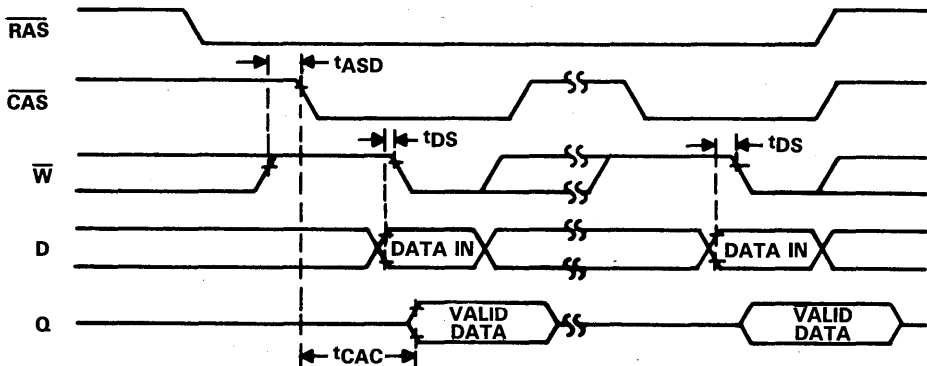 RAS
tASD
CAS
tDS
tDS
W
D
DATA IN
DATA IN
Q
VALID
DATA
VALID
DATA
tCAC